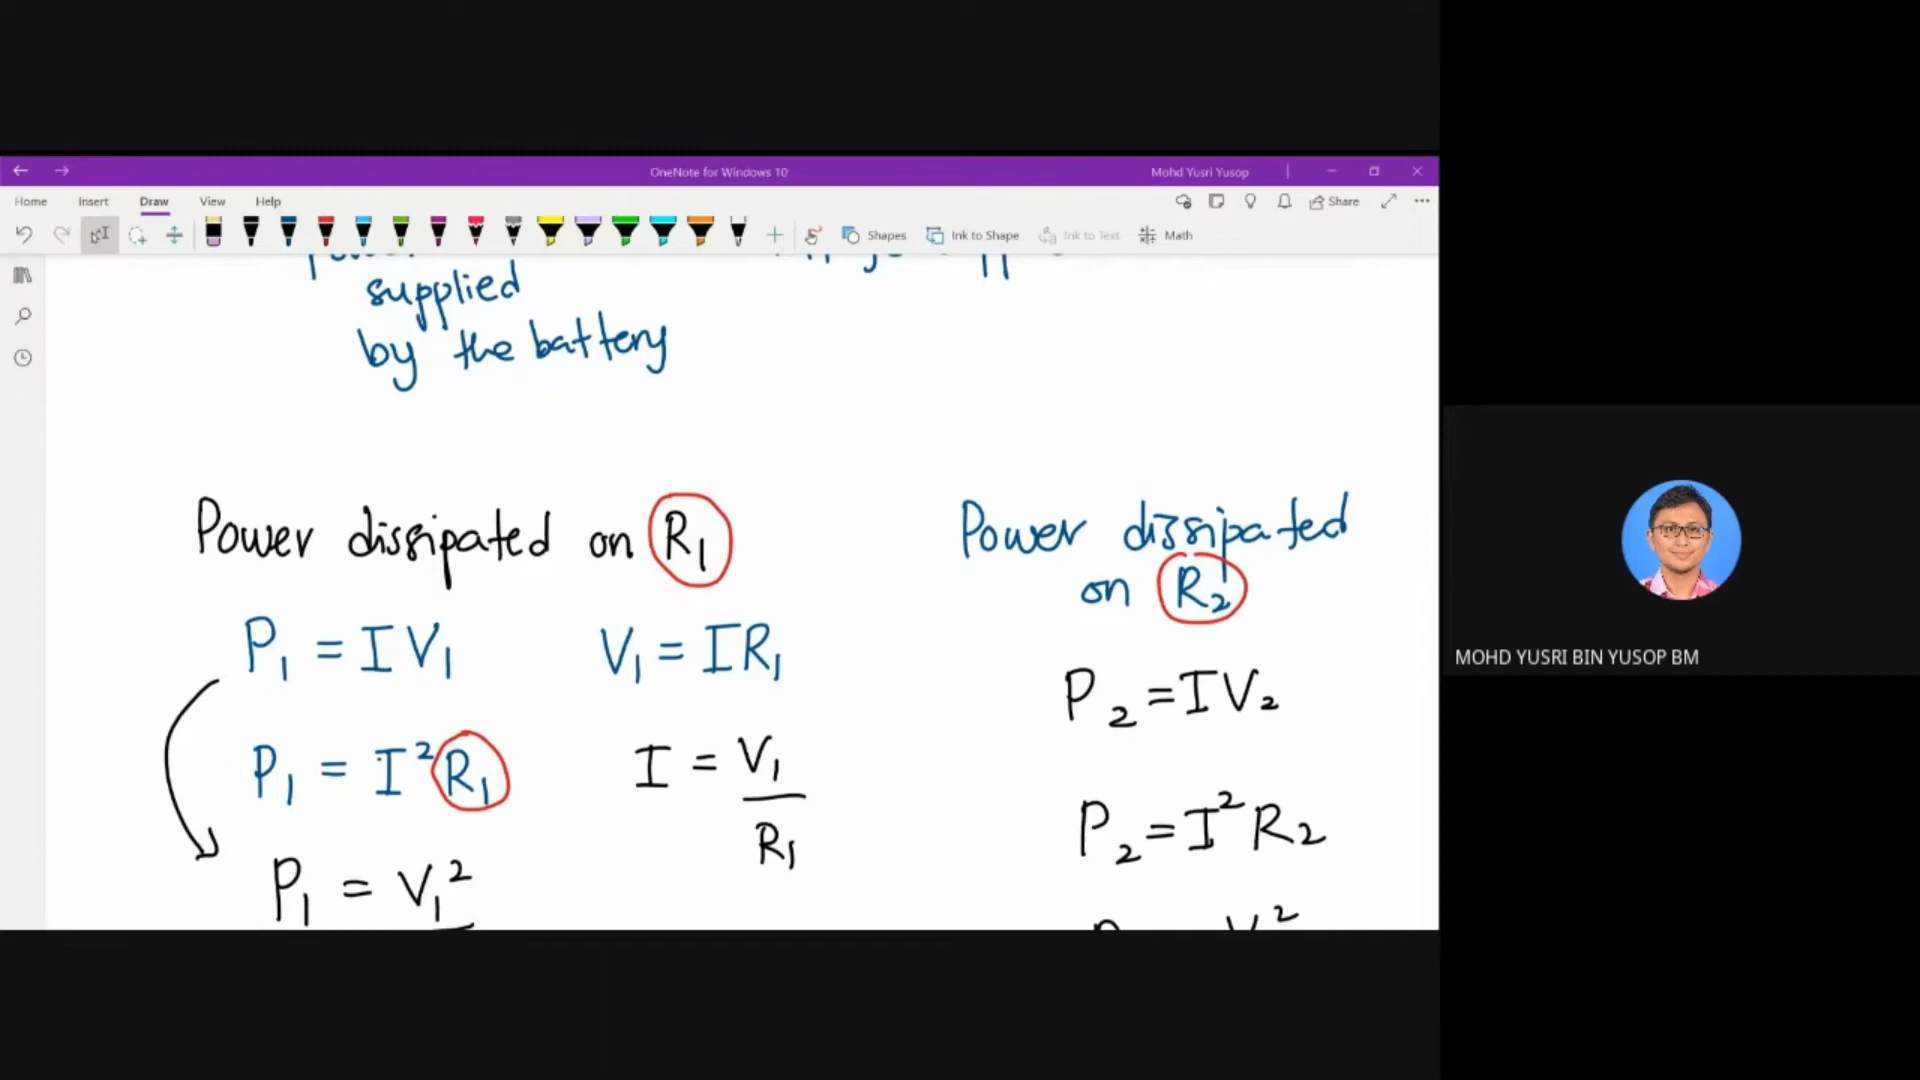 OneNote for Windows 10
Mohd Yusri Yusop
Home Insert Draw View Help
Share
Shapes Ink to Shape Ink to Text Math
supplied
by the battery
Power dissipated on R₁
P₁ = IV₁
V₁ = IR₁
P₁ = I²R₁
I = V₁
R₁
P₁ = V₁²
Power dissipated
on R₂
P₂ = IV₂
P₂ = I²R₂
MOHD YUSRI BIN YUSOP BM